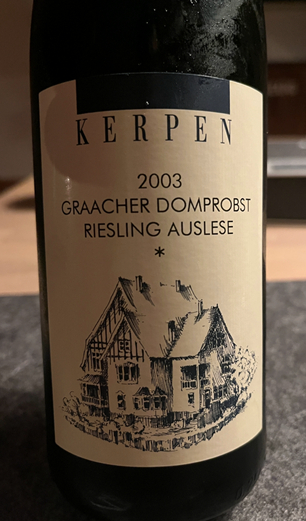 KERPEN
2003
GRAACHER DOMPROBST
RIESLING AUSLESE
*